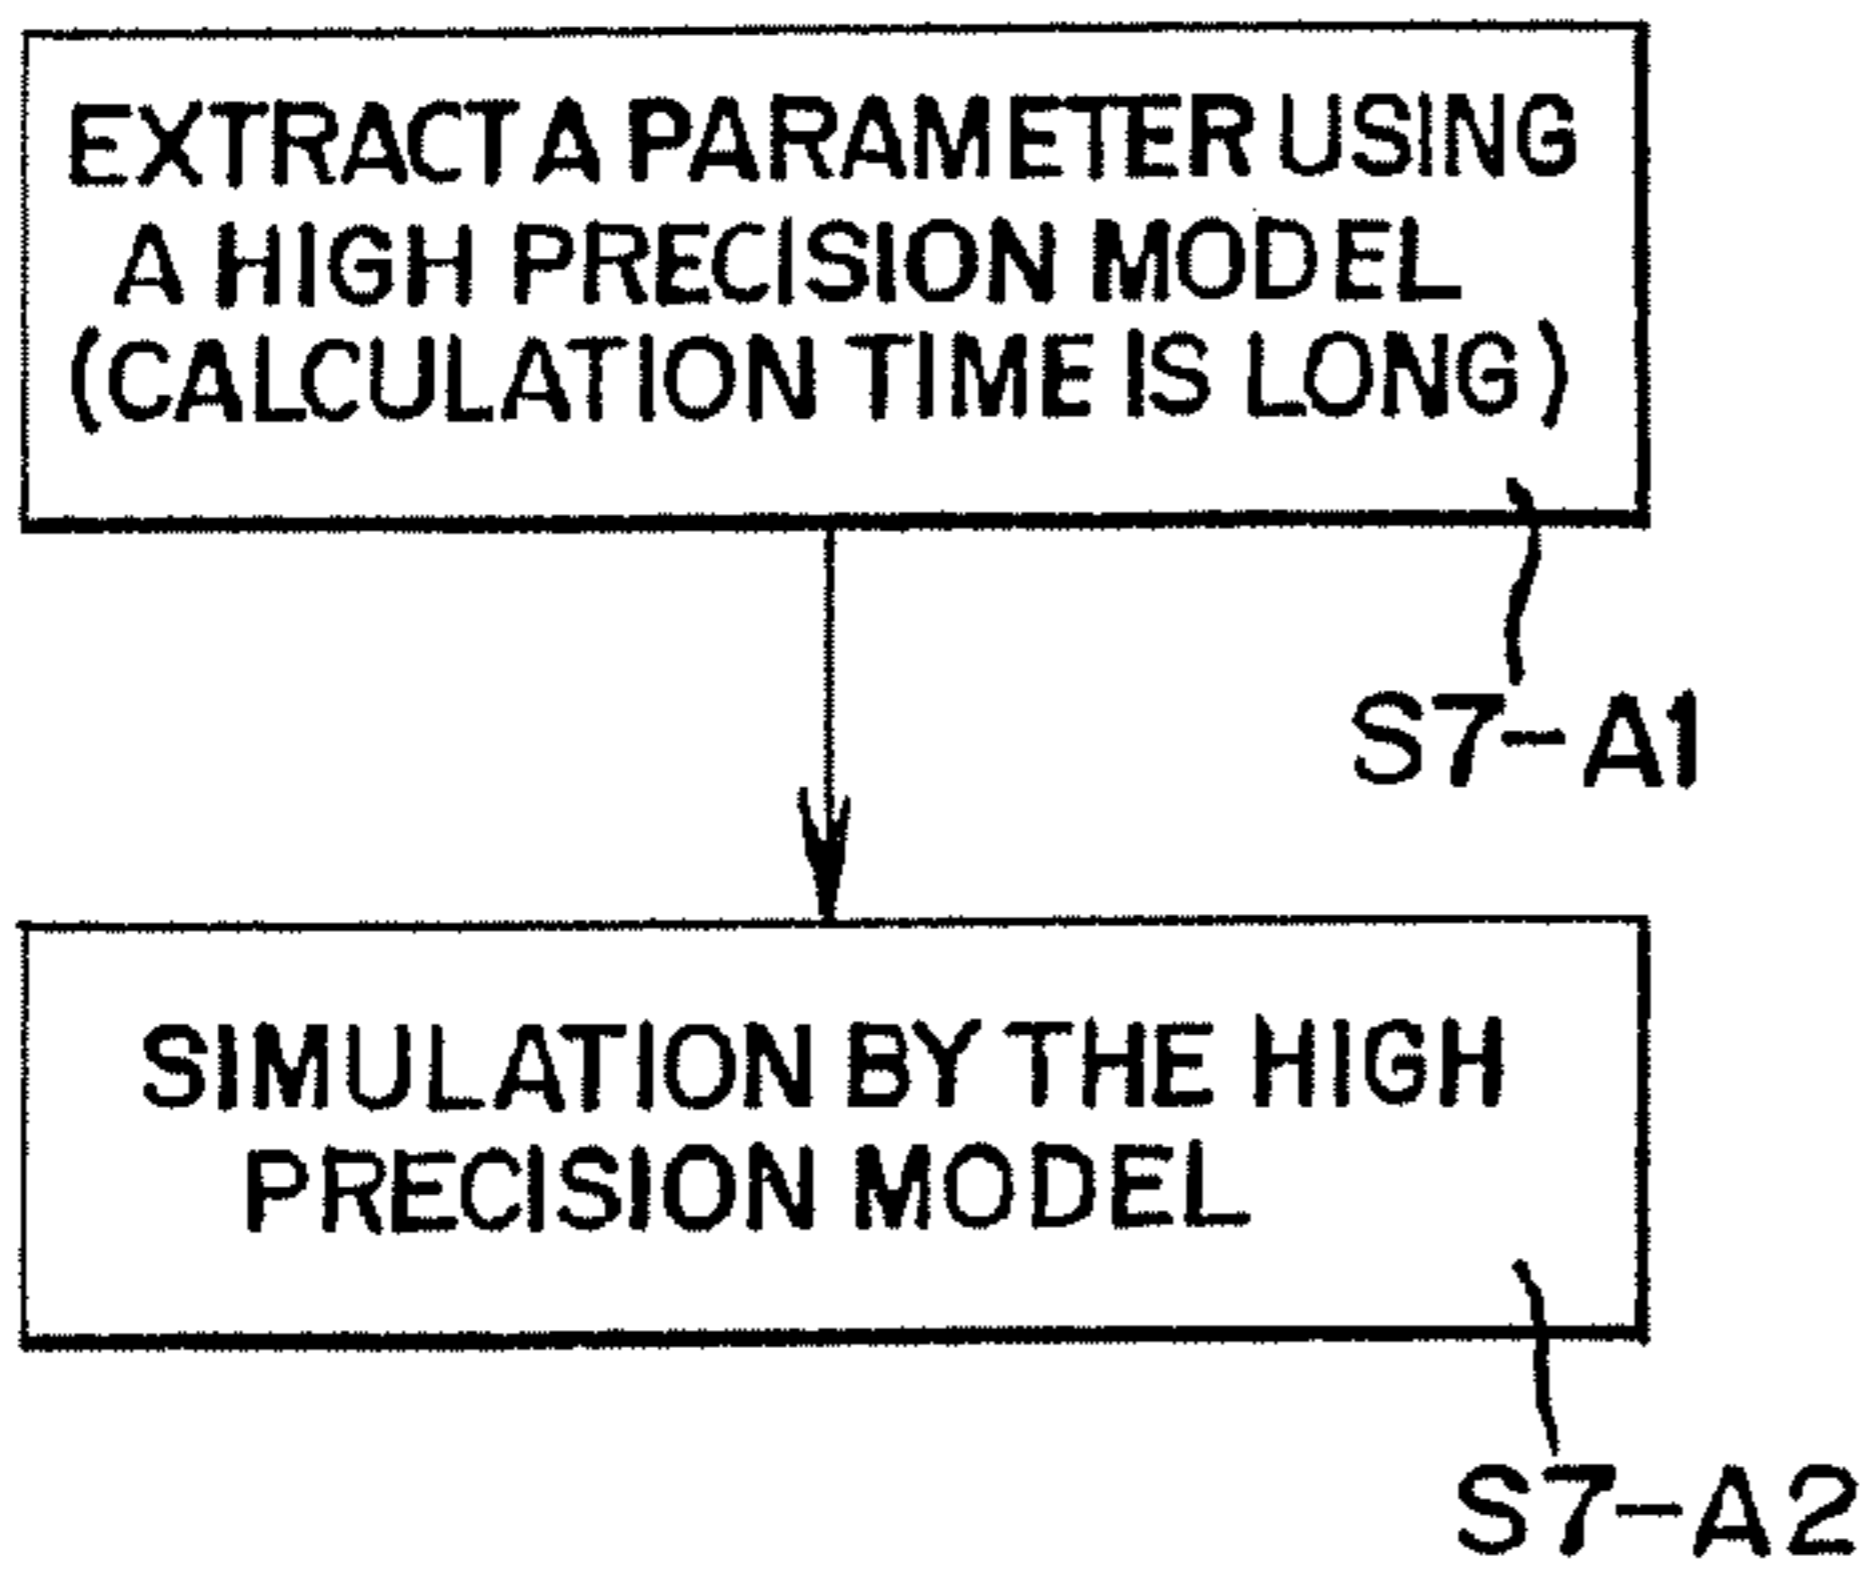 EXTRACT A PARAMETER USING
A HIGH PRECISION MODEL
(CALCULATION TIME IS LONG)
S7-A1
SIMULATION BY THE HIGH
PRECISION MODEL
S7-A2